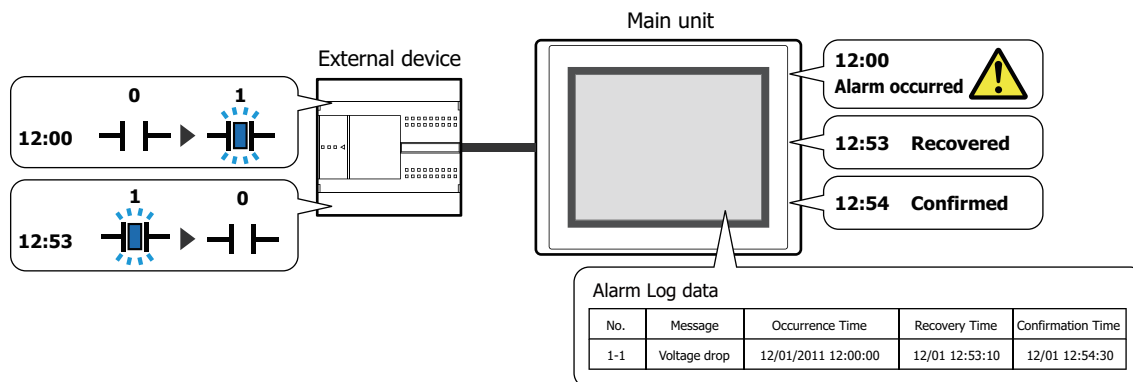 Main unit
External device
0 1
12:00
1 0
12:53
12:00
Alarm occurred
12:53 Recovered
12:54 Confirmed
Alarm Log data
No. Message Occurrence Time Recovery Time Confirmation Time
1-1 Voltage drop 12/01/2011 12:00:00 12/01 12:53:10 12/01 12:54:30